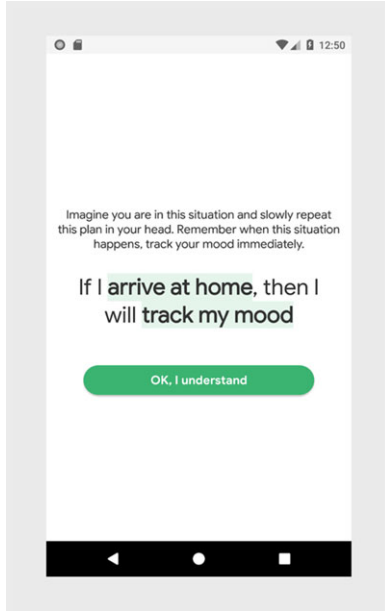 12:50
Imagine you are in this situation and slowly repeat
this plan in your head. Remember when this situation
happens, track your mood immediately.
If I arrive at home, then I
will track my mood
OK, I understand